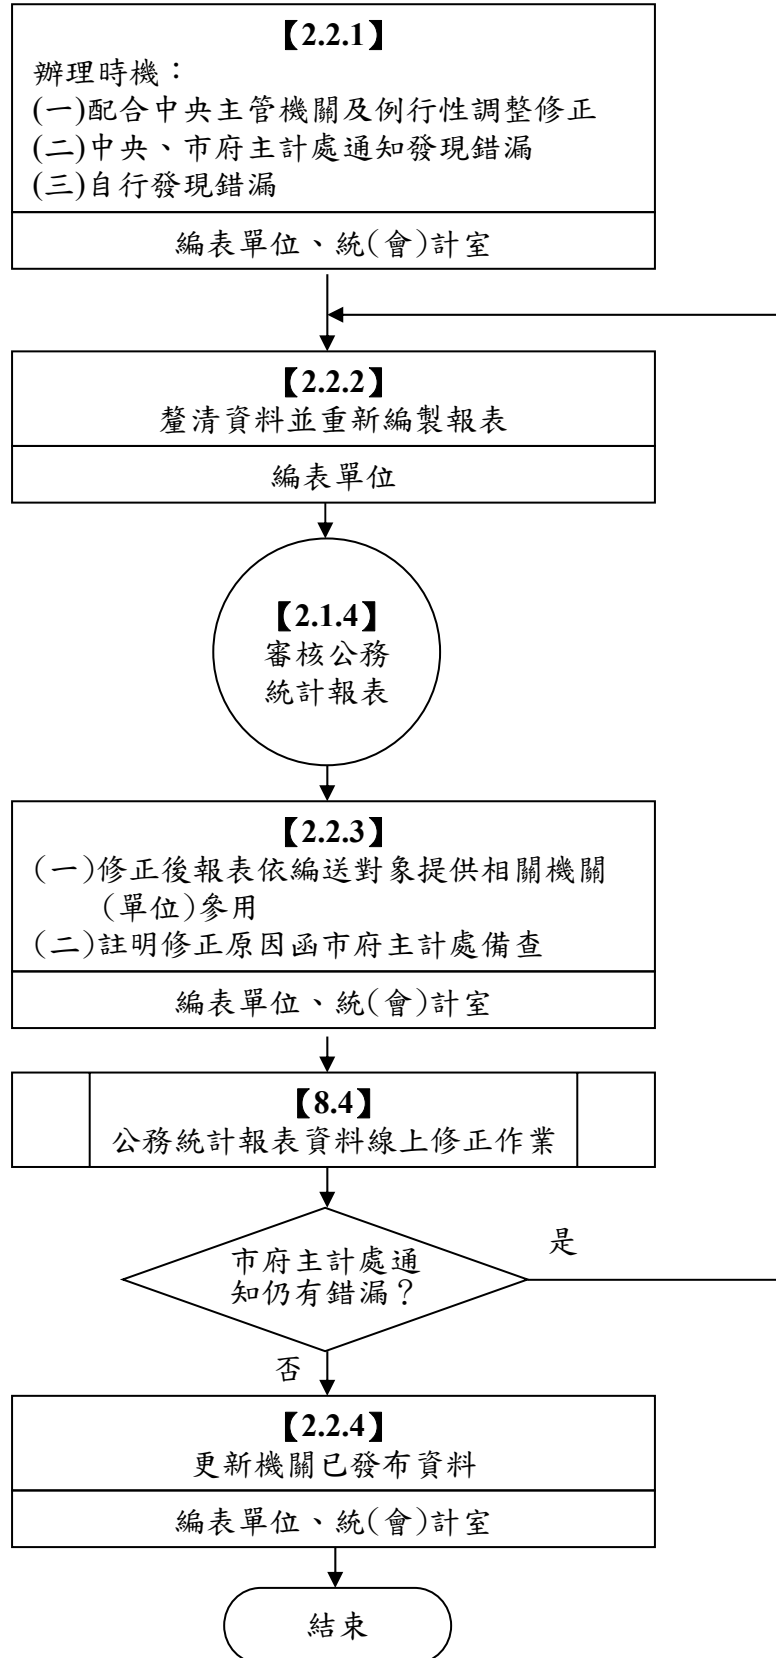 【2.2.1】
辦理時機：
(一)配合中央主管機關及例行性調整修正
(二)中央、市府主計處通知發現錯漏
(三)自行發現錯漏
編表單位、統(會)計室
【2.2.2】
釐清資料並重新編製報表
編表單位
【2.1.4】
審核公務
統計報表
【2.2.3】
(一)修正後報表依編送對象提供相關機關
(單位)參用
(二)註明修正原因函市府主計處備查
編表單位、統(會)計室
【8.4】
公務統計報表資料線上修正作業
市府主計處通
知仍有錯漏？
是
否
【2.2.4】
更新機關已發布資料
編表單位、統(會)計室
結束